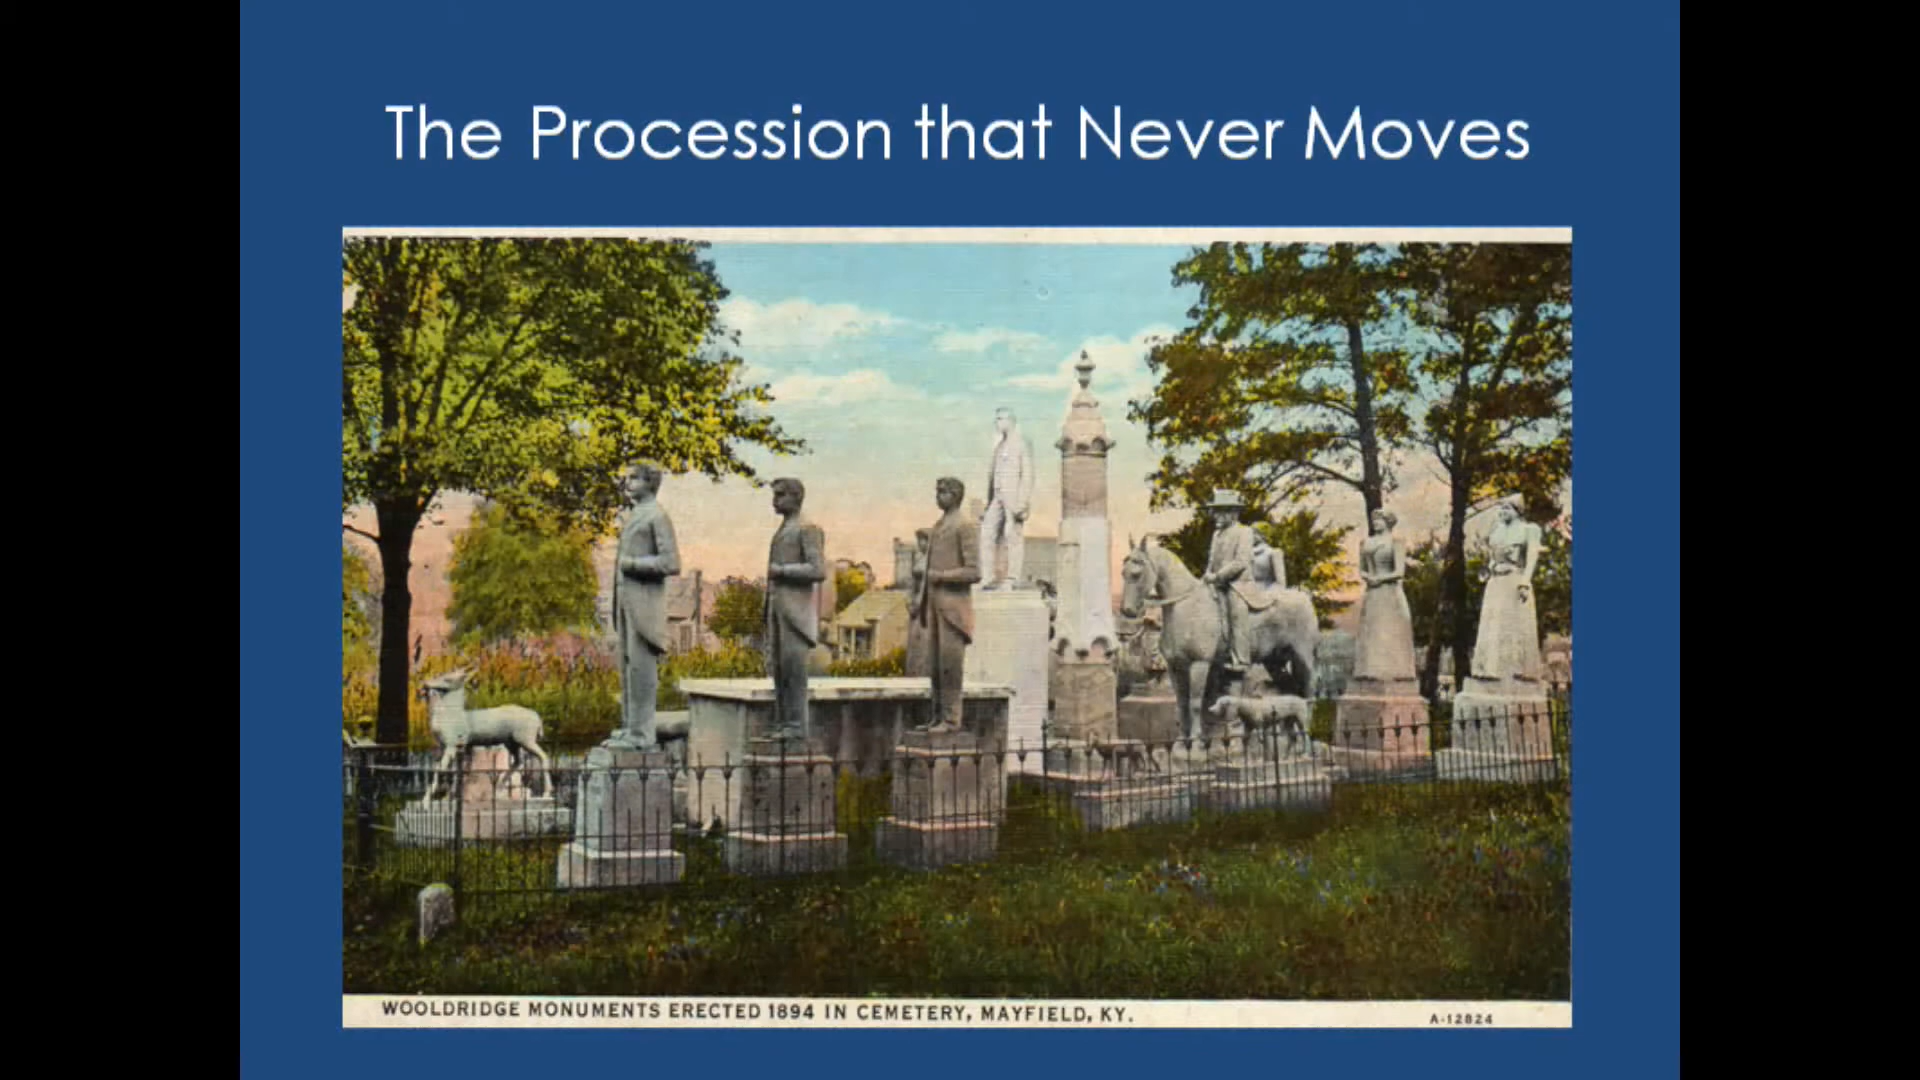 The Procession that Never Moves
WOOLDRIDGE MONUMENTS ERECTED 1894 IN CEMETERY, MAYFIELD, KY.
A-12824